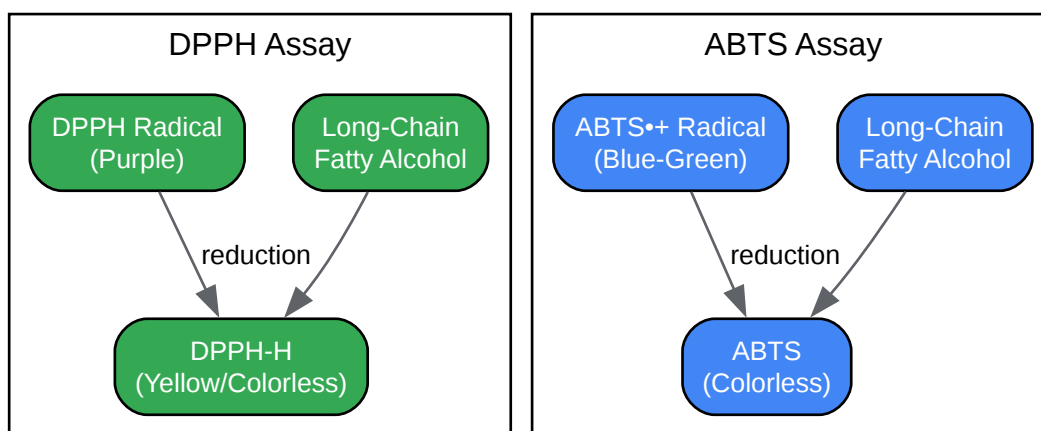 DPPH Assay
DPPH Radical
(Purple)
Long-Chain
Fatty Alcohol
reduction
DPPH-H
(Yellow/Colorless)
ABTS Assay
ABTS•+ Radical
(Blue-Green)
Long-Chain
Fatty Alcohol
reduction
ABTS
(Colorless)